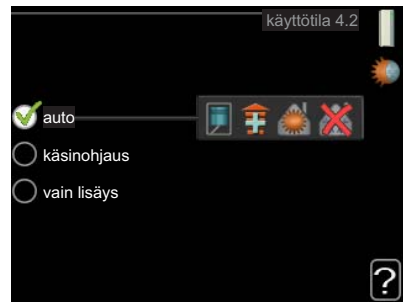 käyttötila 4.2
auto
käsinohjaus
vain lisäys
?